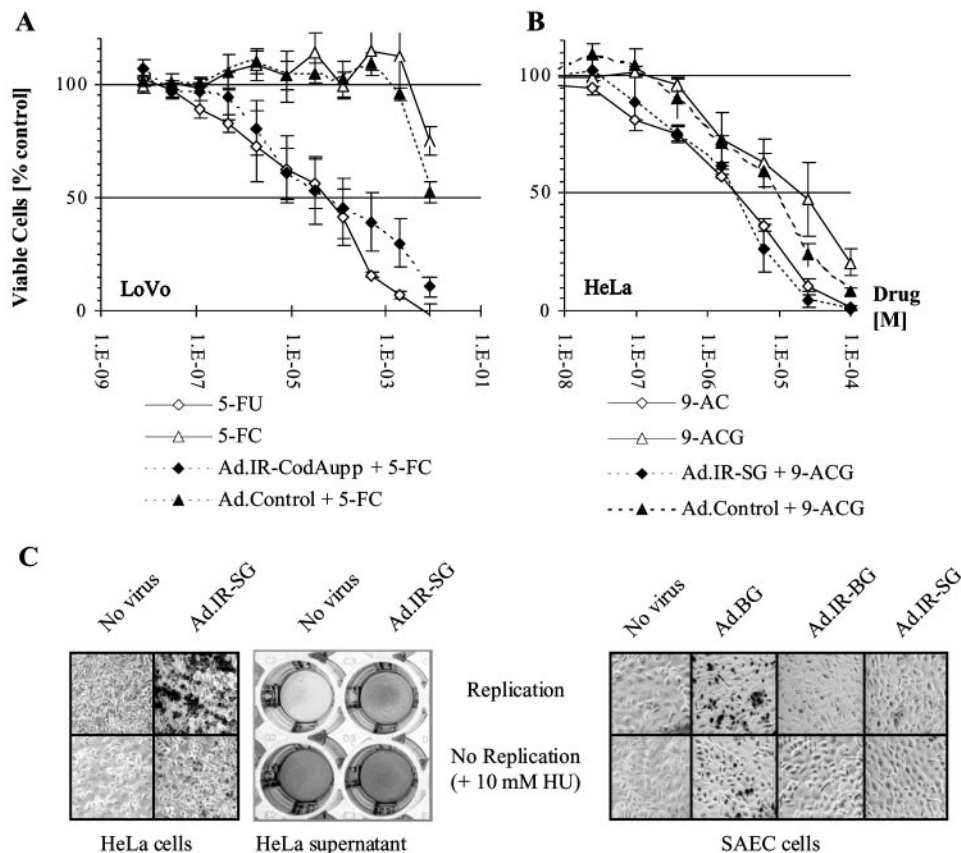 A
B
Viable Cells [% control]
100
50
0
LoVo
1.E-09
1.E-07
1.E-05
1.E-03
1.E-01
5-FU
5-FC
Ad.IR-CodAupp + 5-FC
Ad.Control + 5-FC
100
50
0
HeLa
Drug
[M]
1.E-08
1.E-07
1.E-06
1.E-05
1.E-04
9-AC
9-ACG
Ad.IR-SG + 9-ACG
Ad.Control + 9-ACG
C
No virus
Ad.IR-SG
No virus
Ad.IR-SG
No virus
Ad.BG
Ad.IR-BG
Ad.IR-SG
Replication
No Replication
(+ 10 mM HU)
HeLa cells
HeLa supernatant
SAEC cells